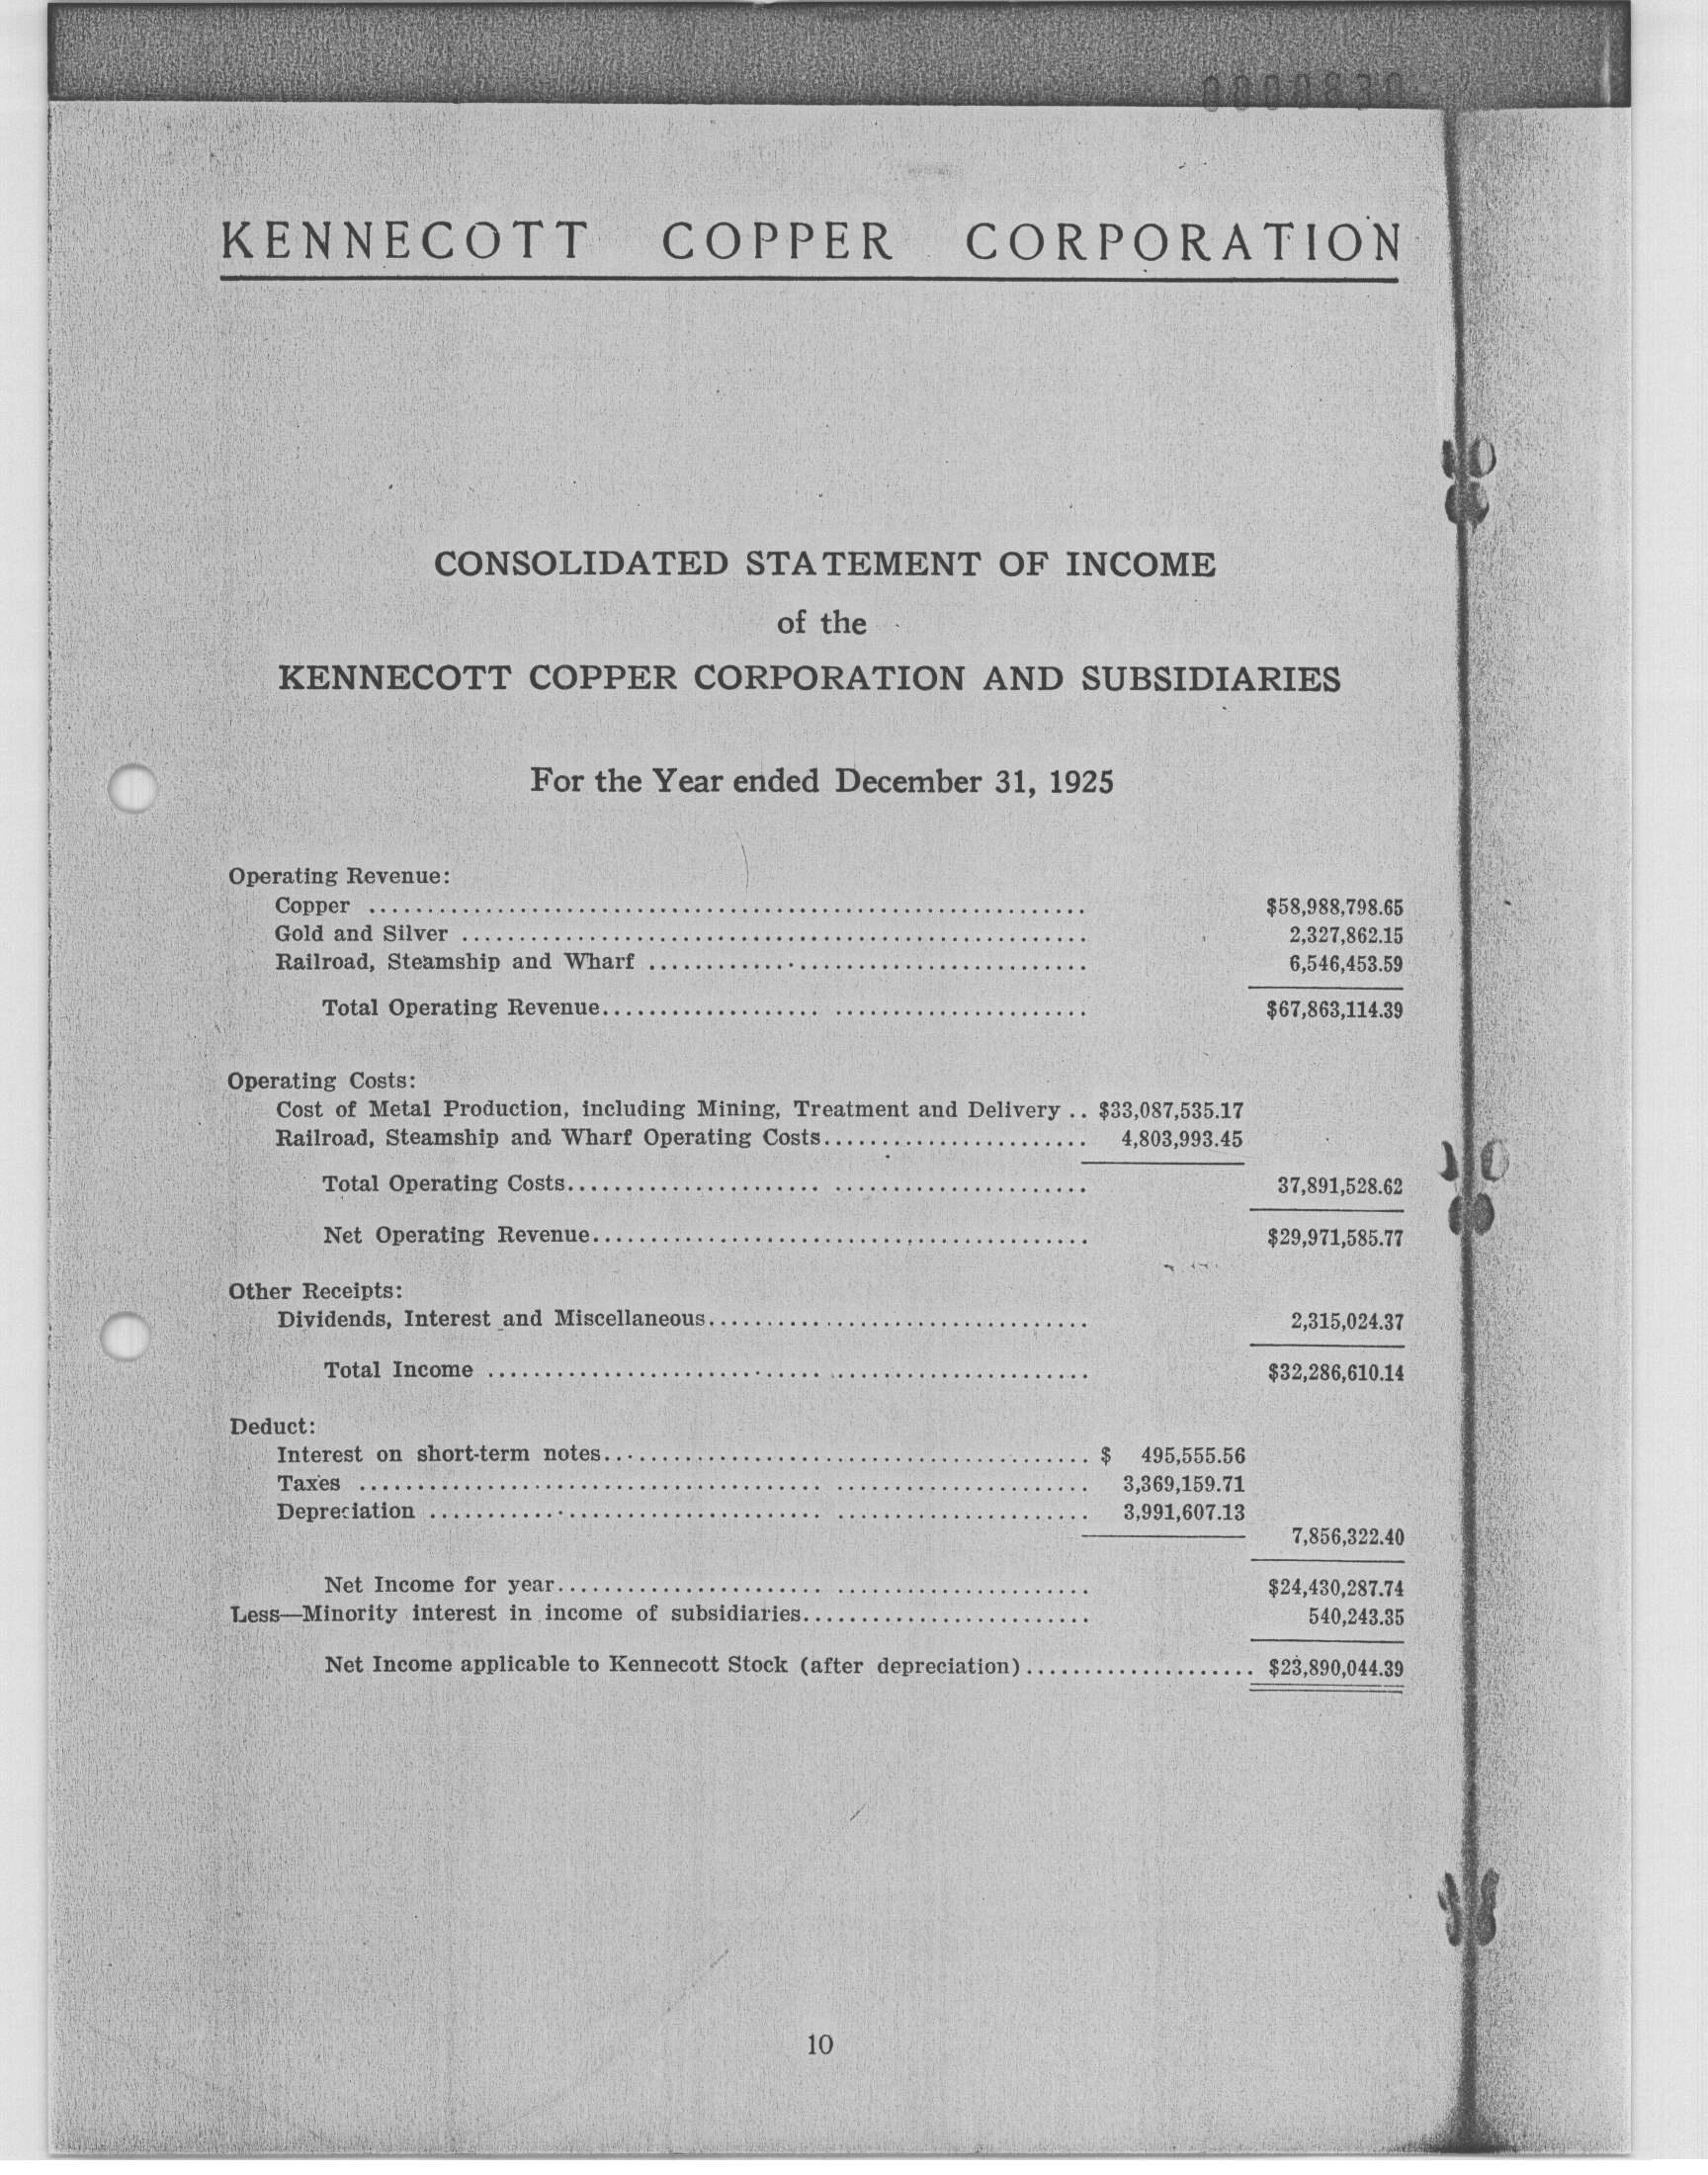 0000830
KENNECOTT COPPER CORPORATION
CONSOLIDATED STATEMENT OF INCOME
of the
KENNECOTT COPPER CORPORATION AND SUBSIDIARIES
For the Year ended December 31, 1925
Operating Revenue:
Copper ........ $58,988,798.65
Gold and Silver ........ 2,327,862.15
Railroad, Steamship and Wharf ........ 6,546,453.59
Total Operating Revenue........ $67,863,114.39
Operating Costs:
Cost of Metal Production, including Mining, Treatment and Delivery .. $33,087,535.17
Railroad, Steamship and Wharf Operating Costs........ 4,803,993.45
Total Operating Costs........ 37,891,528.62
Net Operating Revenue........ $29,971,585.77
Other Receipts:
Dividends, Interest and Miscellaneous........ 2,315,024.37
Total Income ........ $32,286,610.14
Deduct:
Interest on short-term notes........ $ 495,555.56
Taxes ........ 3,369,159.71
Depreciation ........ 3,991,607.13
7,856,322.40
Net Income for year........ $24,430,287.74
Less—Minority interest in income of subsidiaries........ 540,243.35
Net Income applicable to Kennecott Stock (after depreciation)........ $23,890,044.39
10